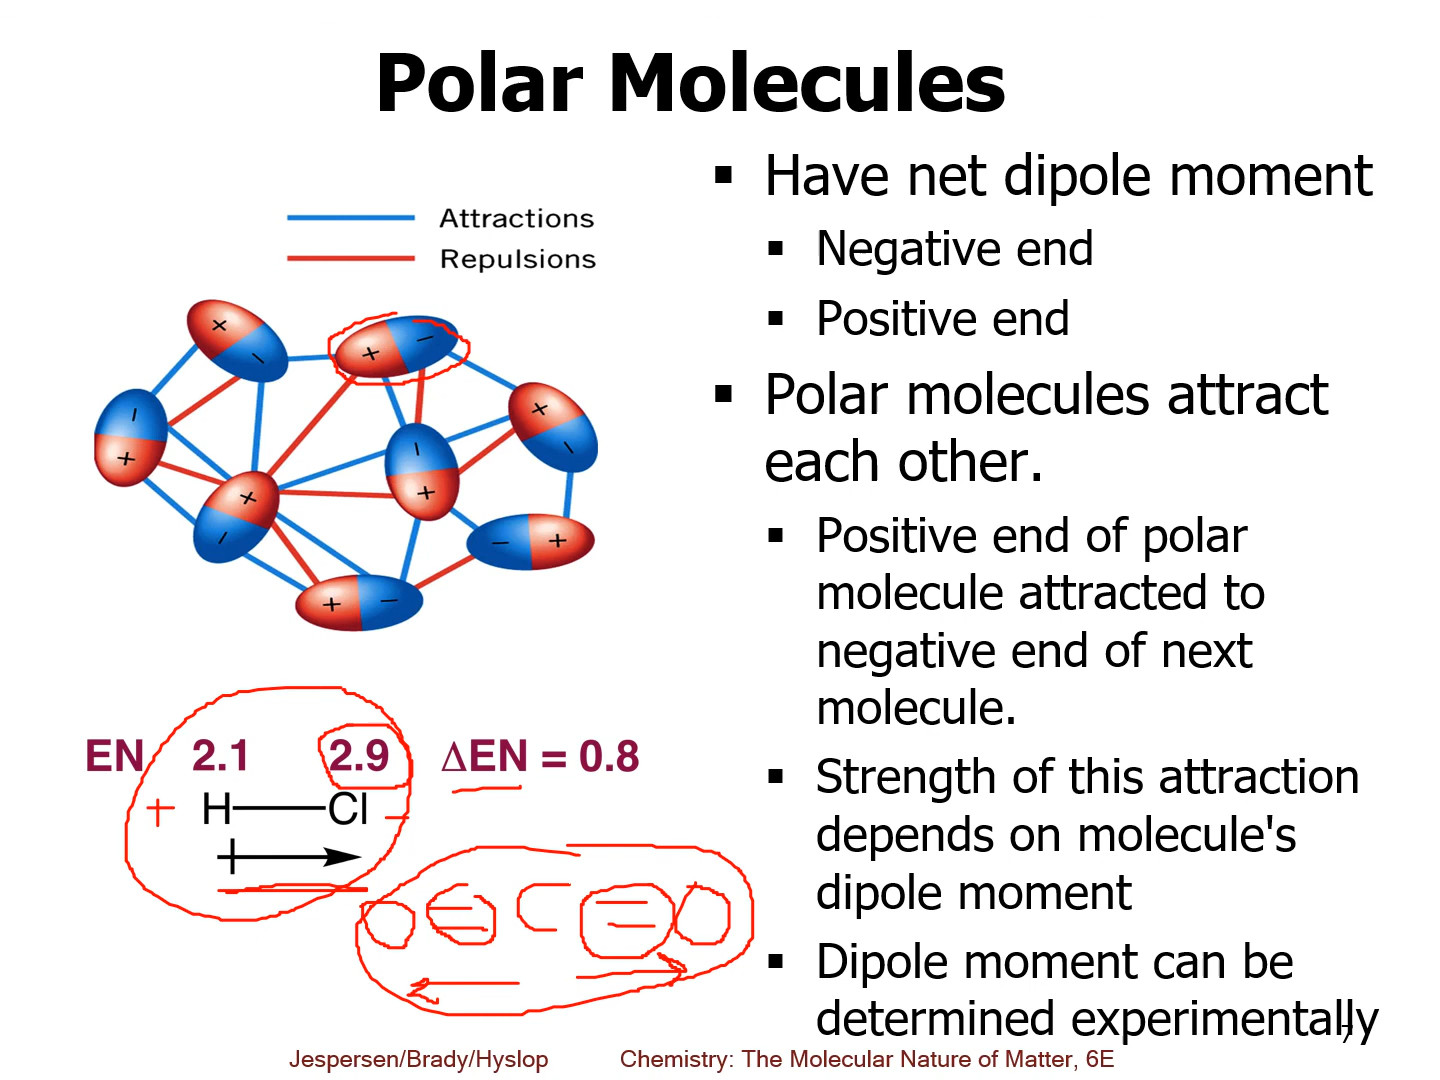 Polar Molecules
Attractions
Repulsions
▪ Have net dipole moment
▪ Negative end
▪ Positive end
▪ Polar molecules attract
each other.
▪ Positive end of polar
molecule attracted to
negative end of next
molecule.
▪ Strength of this attraction
depends on molecule's
dipole moment
▪ Dipole moment can be
determined experimentally
+ −
+ −
− +
+ −
− +
+ −
− +
+ −
EN 2.1 2.9 ΔEN = 0.8
+ H—Cl −
O = C = O
7
Jespersen/Brady/Hyslop Chemistry: The Molecular Nature of Matter, 6E